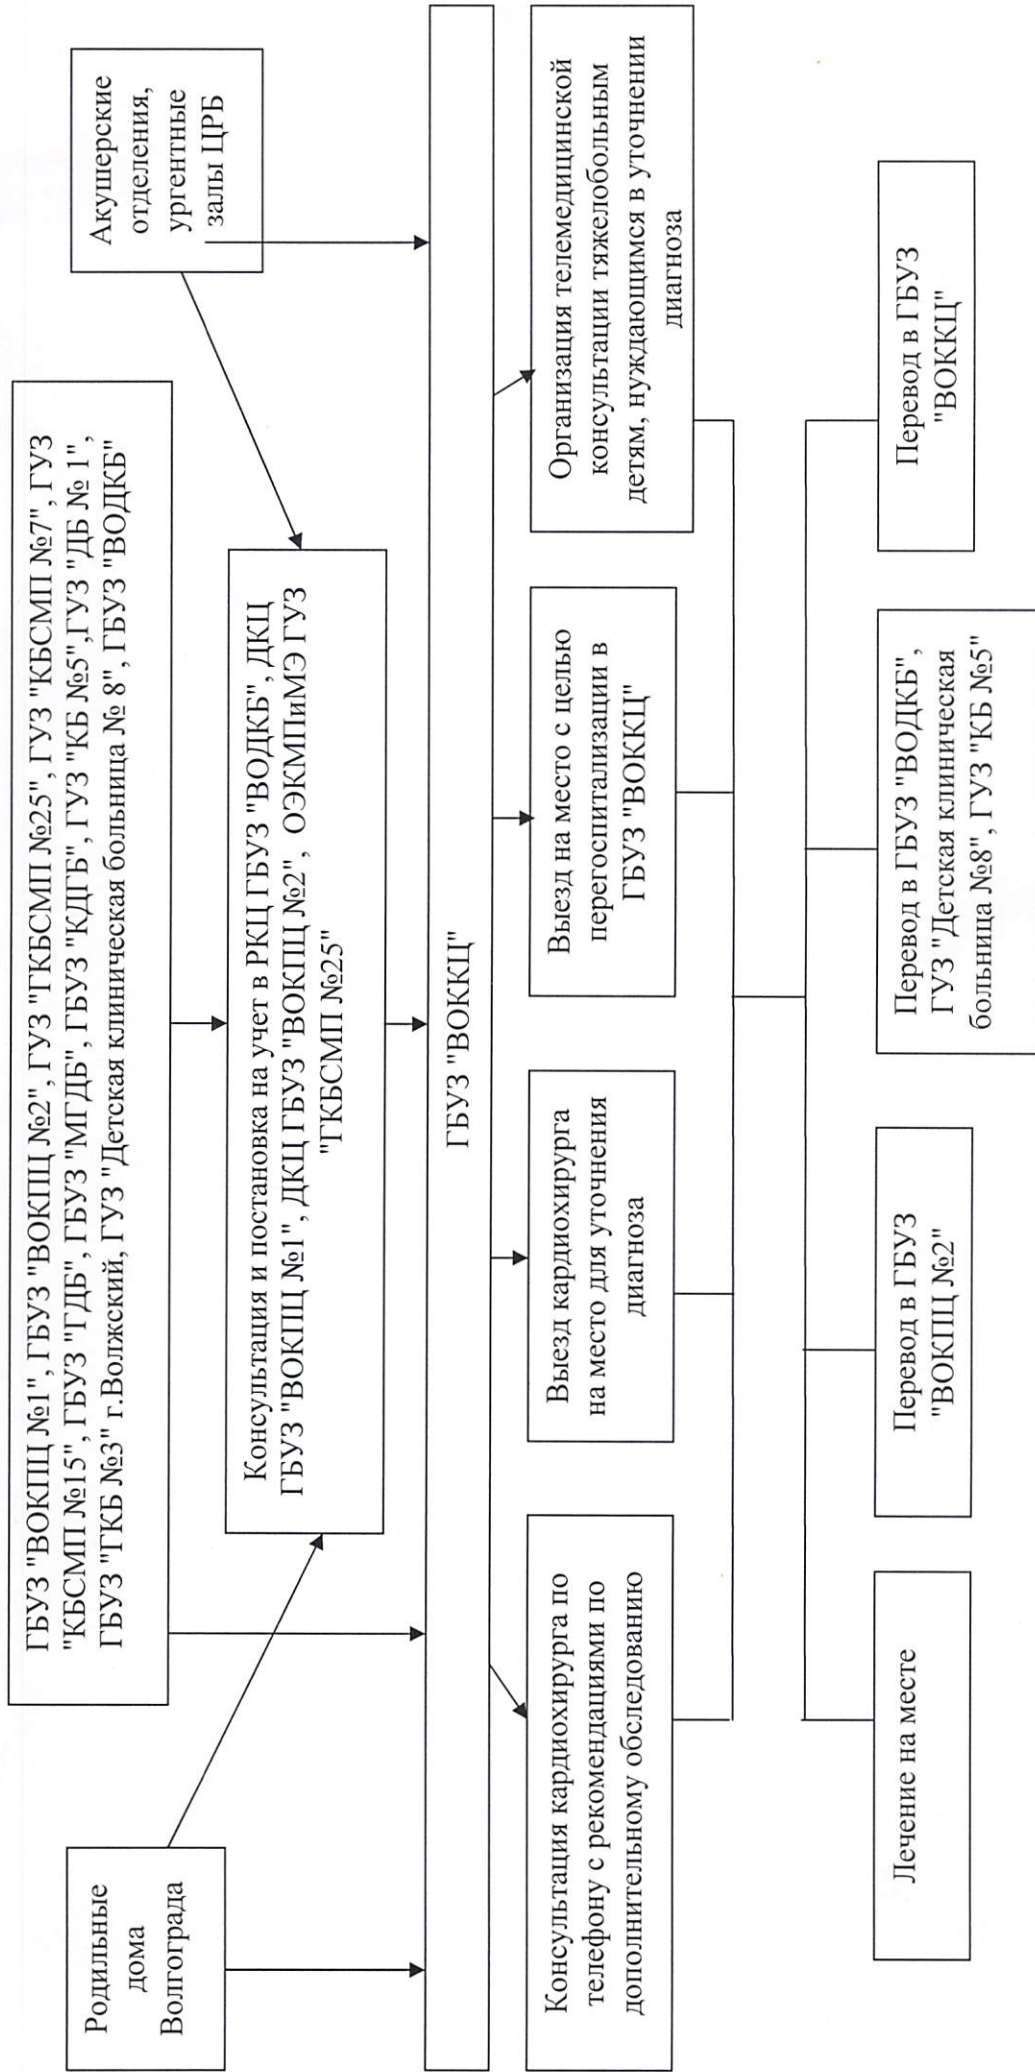 Родильные
дома
Волгограда
ГБУЗ "ВОКПЦ №1", ГБУЗ "ВОКПЦ №2", ГУЗ "ГКБСМП №25", ГУЗ "КБСМП №7", ГУЗ
"КБСМП №15", ГБУЗ "ГДБ", ГБУЗ "МГДБ", ГБУЗ "КДГБ", ГУЗ "КБ №5",ГУЗ "ДБ № 1",
ГБУЗ "ГКБ №3" г.Волжский, ГУЗ "Детская клиническая больница № 8", ГБУЗ "ВОДКБ"
Акушерские
отделения,
ургентные
залы ЦРБ
Консультация и постановка на учет в РКЦ ГБУЗ "ВОДКБ", ДКЦ
ГБУЗ "ВОКПЦ №1", ДКЦ ГБУЗ "ВОКПЦ №2", ОЭКМПиМЭ ГУЗ
"ГКБСМП №25"
ГБУЗ "ВОККЦ"
Консультация кардиохирурга по
телефону с рекомендациями по
дополнительному обследованию
Выезд кардиохирурга
на место для уточнения
диагноза
Выезд на место с целью
перегоспитализации в
ГБУЗ "ВОККЦ"
Организация телемедицинской
консультации тяжелобольным
детям, нуждающимся в уточнении
диагноза
Лечение на месте
Перевод в ГБУЗ
"ВОКПЦ №2"
Перевод в ГБУЗ "ВОДКБ",
ГУЗ "Детская клиническая
больница №8", ГУЗ "КБ №5"
Перевод в ГБУЗ
"ВОККЦ"